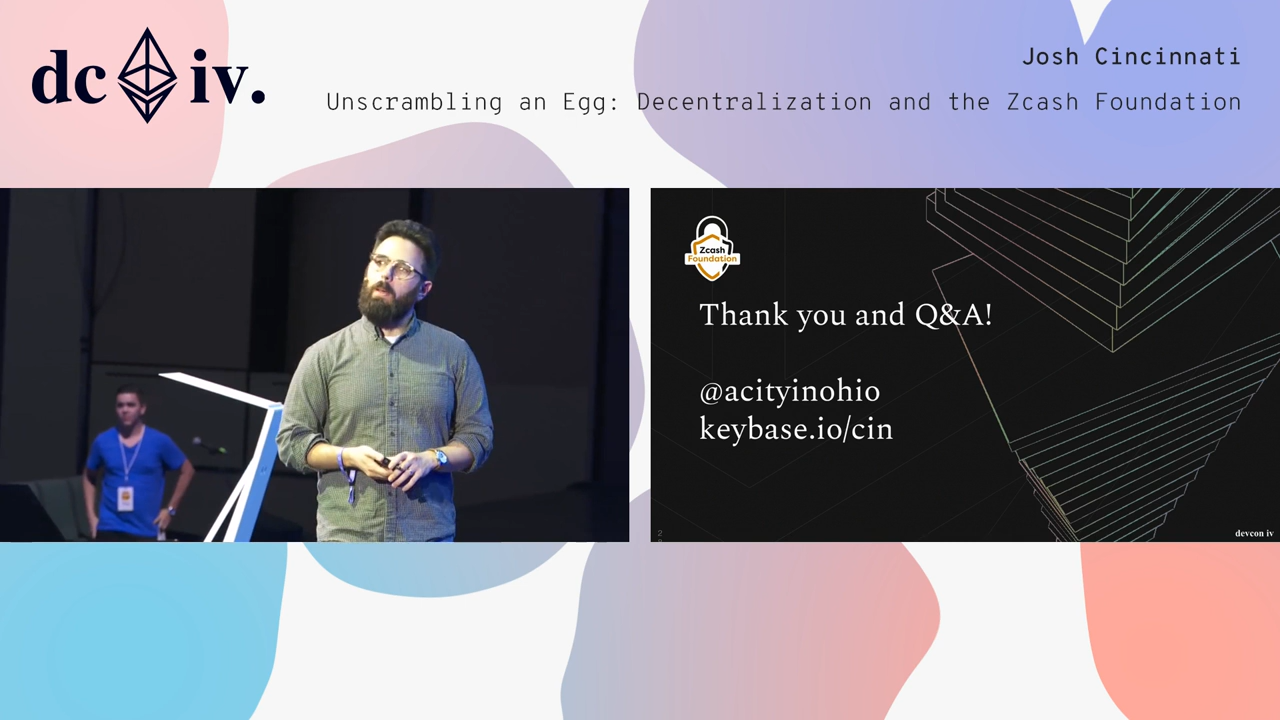 dc iv.
Josh Cincinnati
Unscrambling an Egg: Decentralization and the Zcash Foundation
Zcash
Foundation
Thank you and Q&A!
@acityinohio
keybase.io/cin
devcon iv